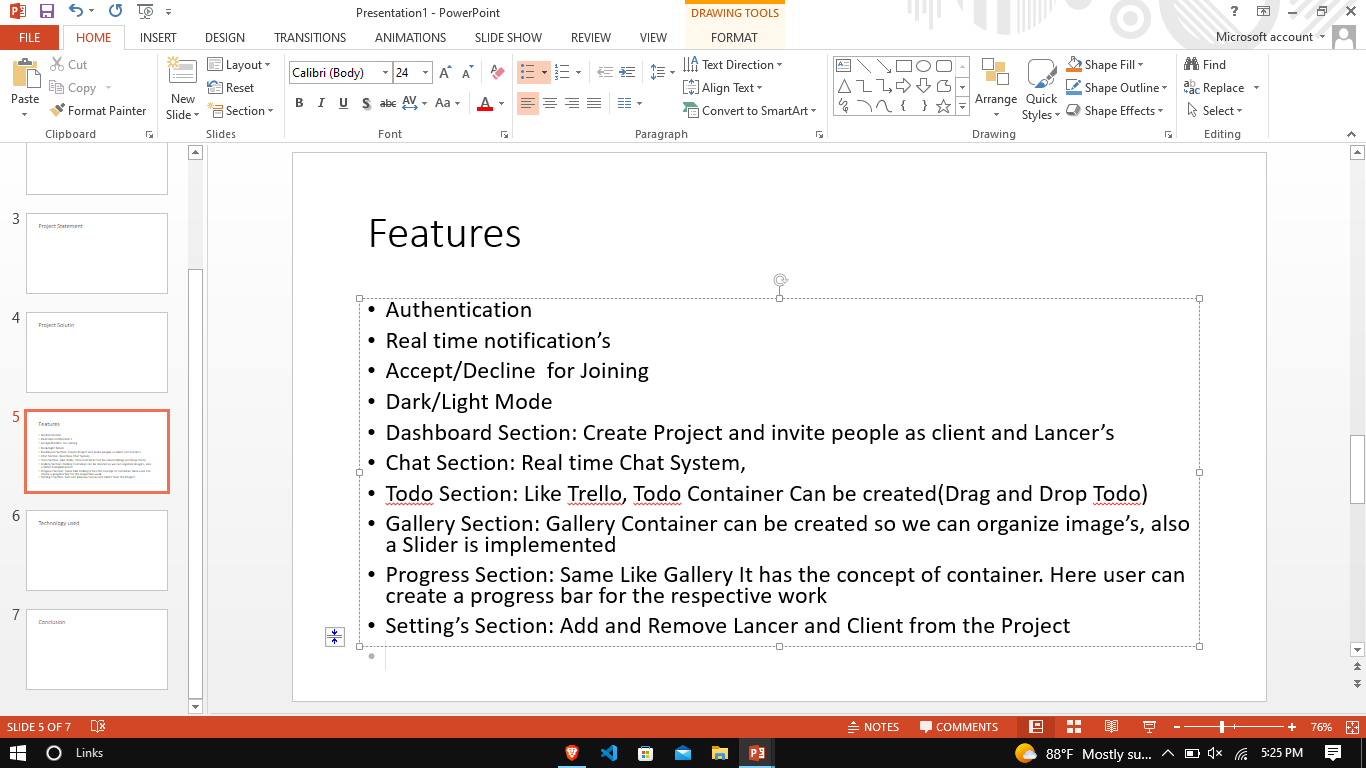 Presentation1 - PowerPoint
DRAWING TOOLS
?
FILE
HOME
INSERT
DESIGN
TRANSITIONS
ANIMATIONS
SLIDE SHOW
REVIEW
VIEW
FORMAT
Microsoft account
Paste
Cut
Copy
Format Painter
Clipboard
New
Slide
Layout
Reset
Section
Slides
Calibri (Body)
24
B I U S abc AV Aa A
Font
Text Direction
Align Text
Convert to SmartArt
Paragraph
Arrange
Quick
Styles
Shape Fill
Shape Outline
Shape Effects
Drawing
Find
Replace
Select
Editing
3
Project Statement
4
Project Solutin
5
Features
6
Technology used
7
Conclusion
Features
• Authentication
• Real time notification’s
• Accept/Decline  for Joining
• Dark/Light Mode
• Dashboard Section: Create Project and invite people as client and Lancer’s
• Chat Section: Real time Chat System,
• Todo Section: Like Trello, Todo Container Can be created(Drag and Drop Todo)
• Gallery Section: Gallery Container can be created so we can organize image’s, also
a Slider is implemented
• Progress Section: Same Like Gallery It has the concept of container. Here user can
create a progress bar for the respective work
• Setting’s Section: Add and Remove Lancer and Client from the Project
SLIDE 5 OF 7
NOTES
COMMENTS
76%
Links
88°F Mostly su...
5:25 PM